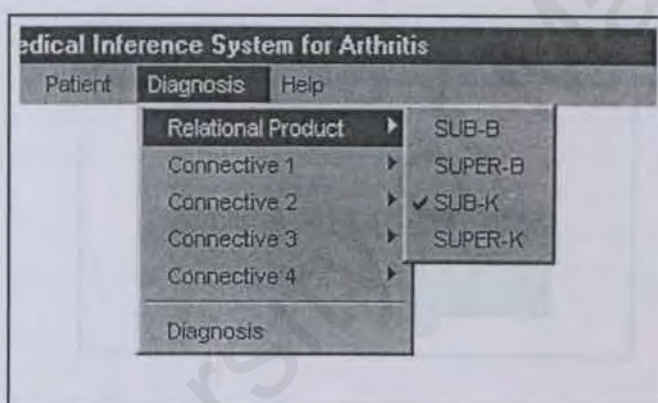 edical Inference System for Arthritis
Patient Diagnosis Help
Relational Product
Connective 1
Connective 2
Connective 3
Connective 4
Diagnosis
SUB-B
SUPER-B
SUB-K
SUPER-K